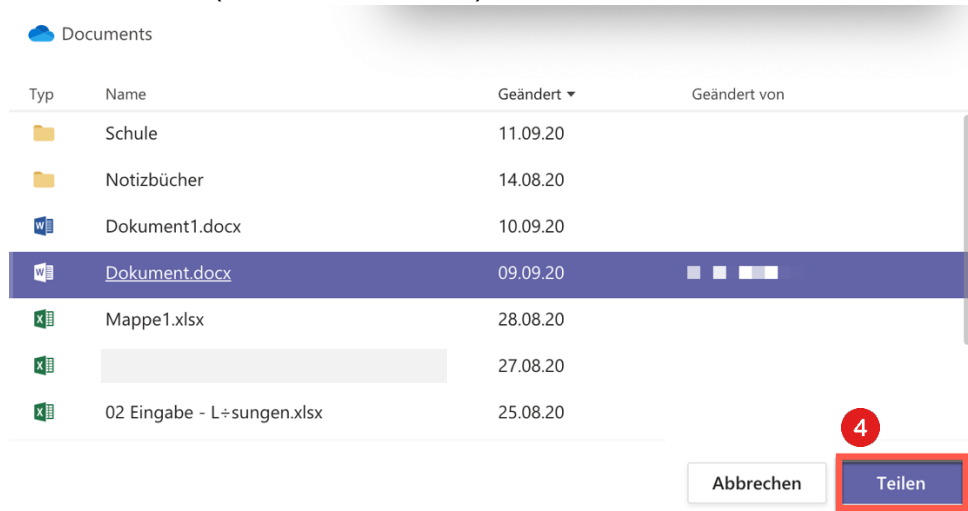 Documents
Typ Name Geändert Geändert von
Schule 11.09.20
Notizbücher 14.08.20
Dokument1.docx 10.09.20
Dokument.docx 09.09.20
Mappe1.xlsx 28.08.20
27.08.20
02 Eingabe - L÷sungen.xlsx 25.08.20
4
Abbrechen Teilen